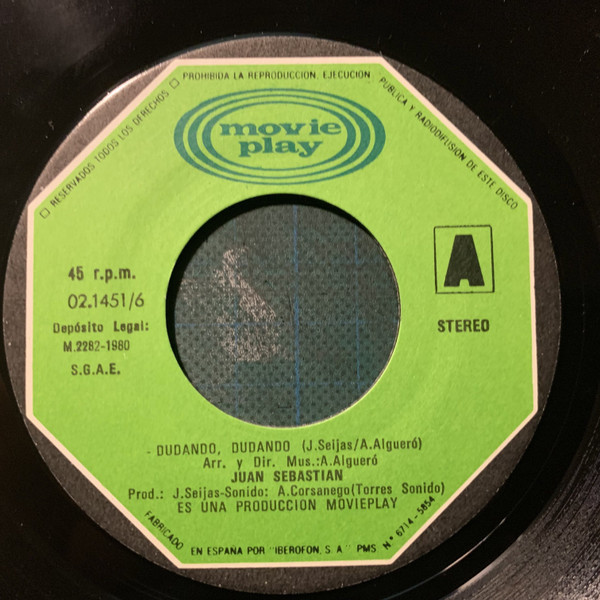 □ RESERVADOS TODOS LOS DERECHOS □ PROHIBIDA LA REPRODUCCION, EJECUCION, PUBLICA Y RADIODIFUSION DE ESTE DISCO
movie
play
45 r.p.m.
02.1451/6
Depósito Legal:
M.2282-1980
S.G.A.E.
A
STEREO
- DUDANDO, DUDANDO (J.Seijas/A.Algueró)
Arr. y Dir. Mus.:A.Algueró
JUAN SEBASTIAN
Prod.: J.Seijas-Sonido: A.Corsanego(Torres Sonido)
ES UNA PRODUCCION MOVIEPLAY
FABRICADO EN ESPAÑA POR "IBEROFON, S.A." PMS N° 6714-5854